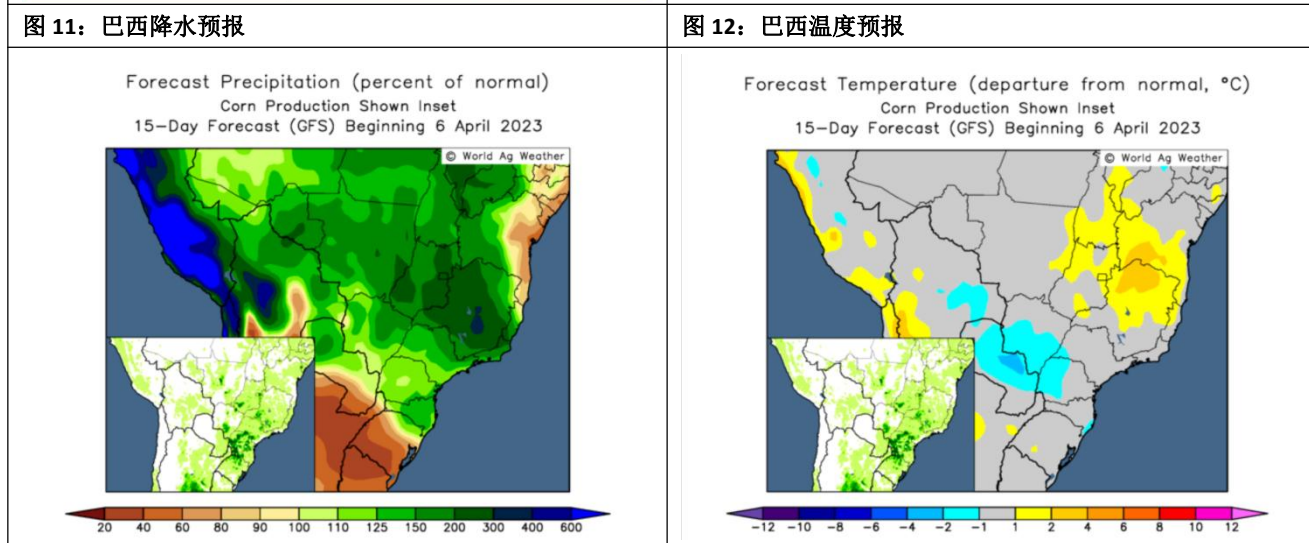 图 11：巴西降水预报
Forecast Precipitation (percent of normal)
Corn Production Shown Inset
15-Day Forecast (GFS) Beginning 6 April 2023
© World Ag Weather
20 40 60 80 90 100 110 125 150 200 300 400 600
图 12：巴西温度预报
Forecast Temperature (departure from normal, °C)
Corn Production Shown Inset
15-Day Forecast (GFS) Beginning 6 April 2023
© World Ag Weather
-12 -10 -8 -6 -4 -2 -1 1 2 4 6 8 10 12